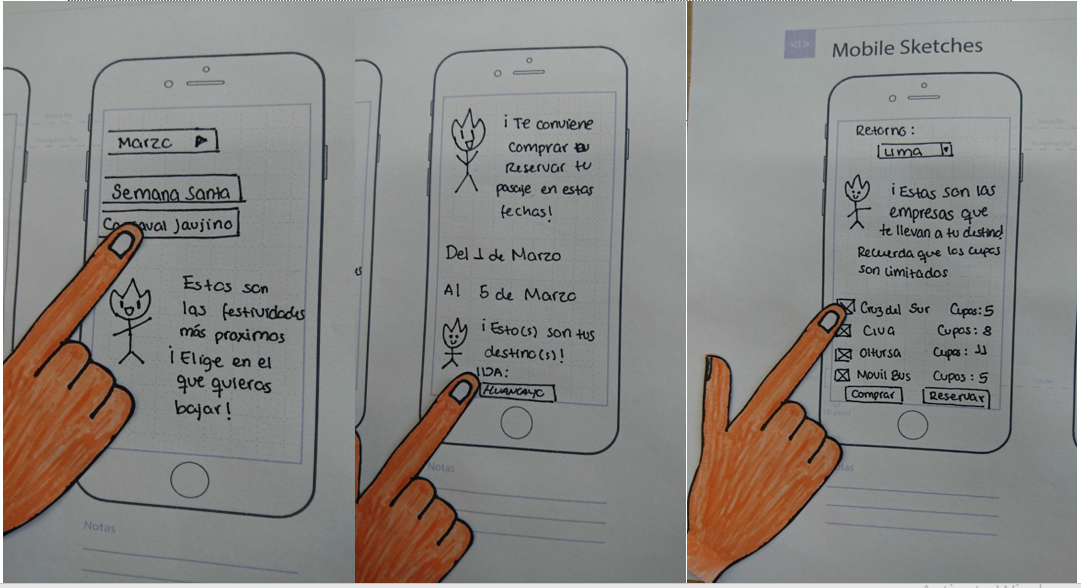 Marzo
Semana Santa
Carnaval Jaujino
Estas son
las festividades
más proximas
¡Elige en el
que quieras
bajar!
Notas
¡Te conviene
comprar
Reservar tu
pasaje en estas
fechas!
Del 1 de Marzo
Al 5 de Marzo
¡Esto(s) son tus
destino(s)!
IDA:
HUANCAYO
Notas
<i>
Mobile Sketches
Retorno:
Lima
¡Estas son las
empresas que
te llevan a tu destino!
Recuerda que los cupos
son limitados
Cruz del Sur Cupos: 5
Civa Cupos: 8
Oltursa Cupos: 11
Movil Bus Cupos: 5
Comprar Reservar